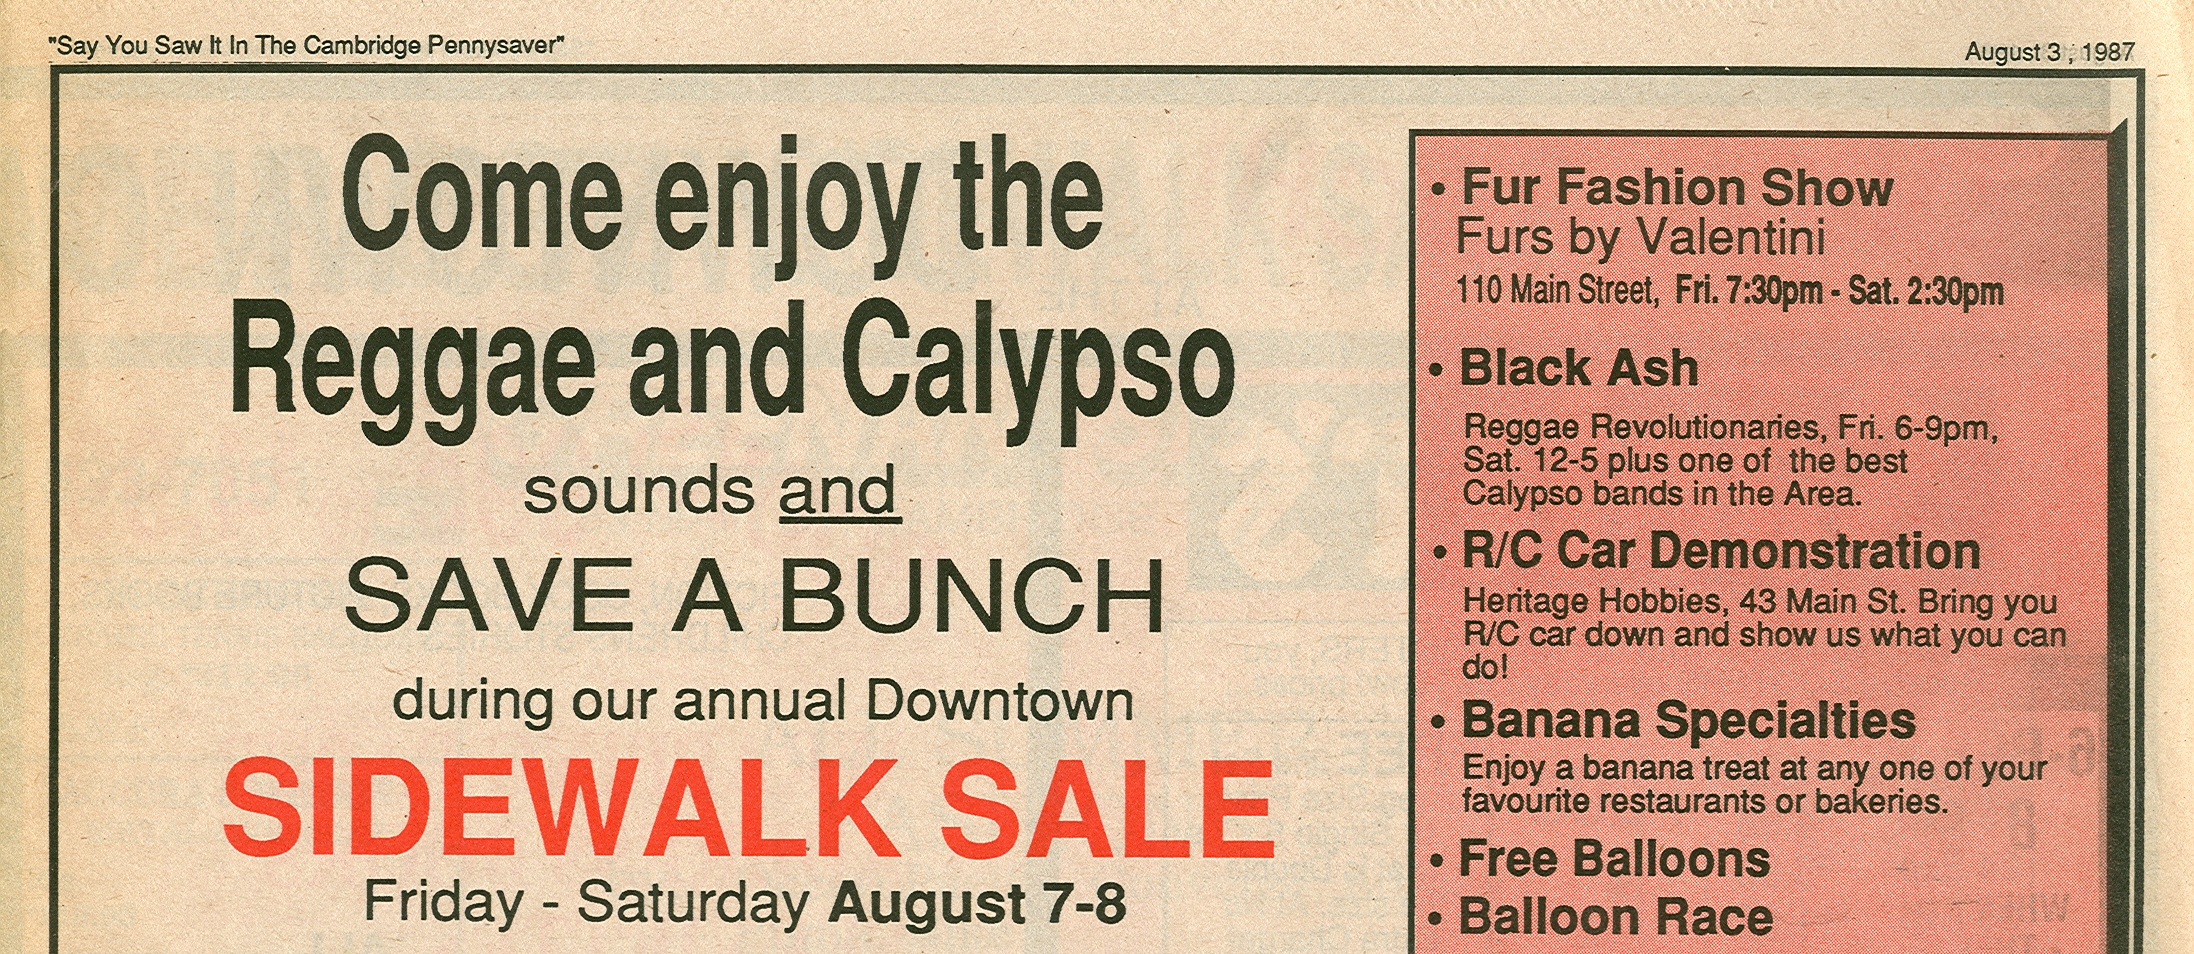 "Say You Saw It In The Cambridge Pennysaver"
August 3 , 1987
Come enjoy the
Reggae and Calypso
sounds and
SAVE A BUNCH
during our annual Downtown
SIDEWALK SALE
Friday - Saturday August 7-8
• Fur Fashion Show
Furs by Valentini
110 Main Street, Fri. 7:30pm - Sat. 2:30pm
• Black Ash
Reggae Revolutionaries, Fri. 6-9pm,
Sat. 12-5 plus one of the best
Calypso bands in the Area.
• R/C Car Demonstration
Heritage Hobbies, 43 Main St. Bring you
R/C car down and show us what you can
do!
• Banana Specialties
Enjoy a banana treat at any one of your
favourite restaurants or bakeries.
• Free Balloons
• Balloon Race